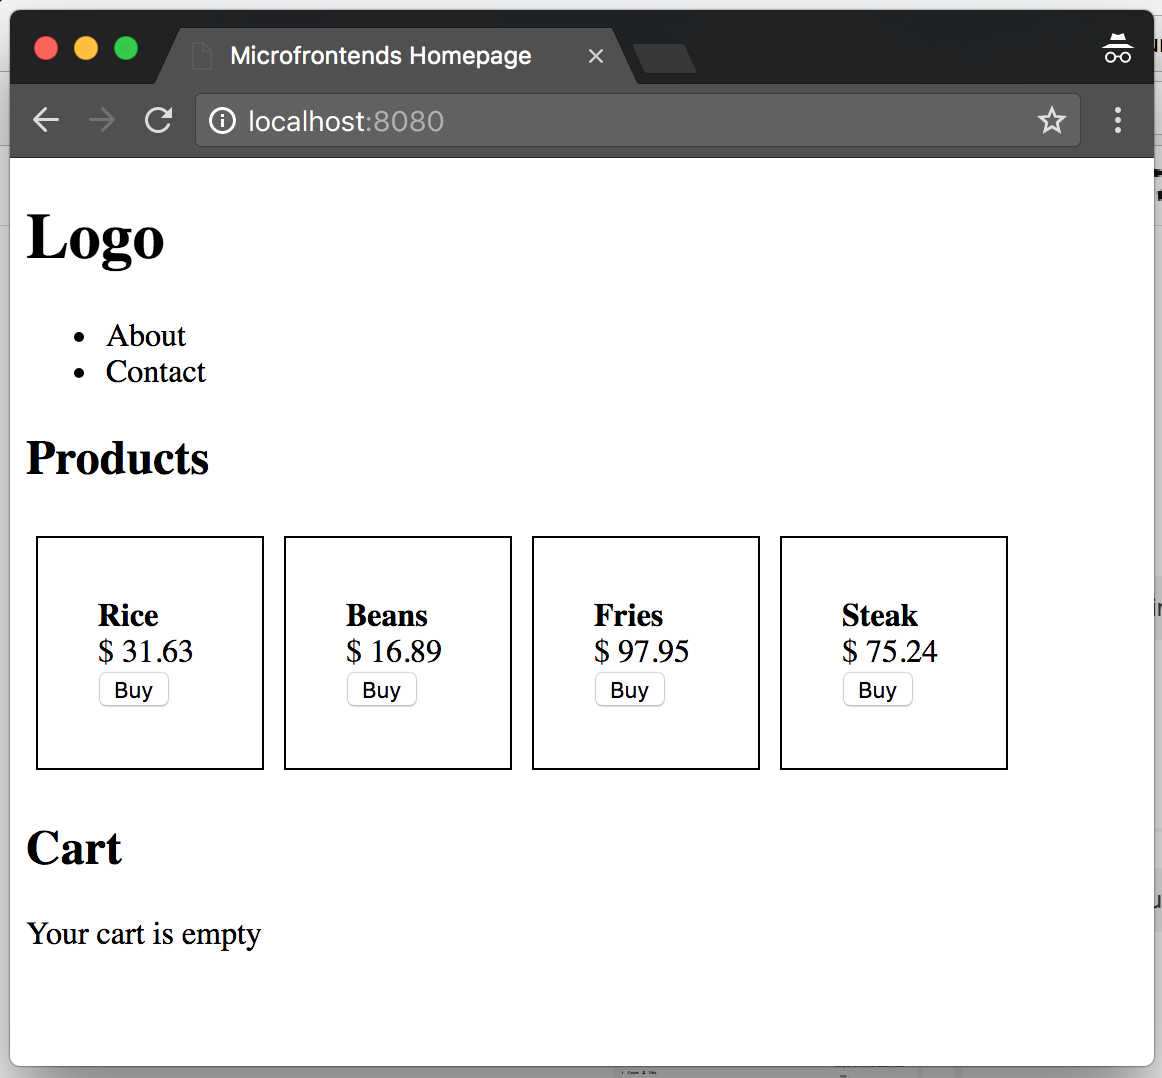 Microfrontends Homepage
localhost:8080
Logo
• About
• Contact
Products
Rice
$ 31.63
Buy
Beans
$ 16.89
Buy
Fries
$ 97.95
Buy
Steak
$ 75.24
Buy
Cart
Your cart is empty